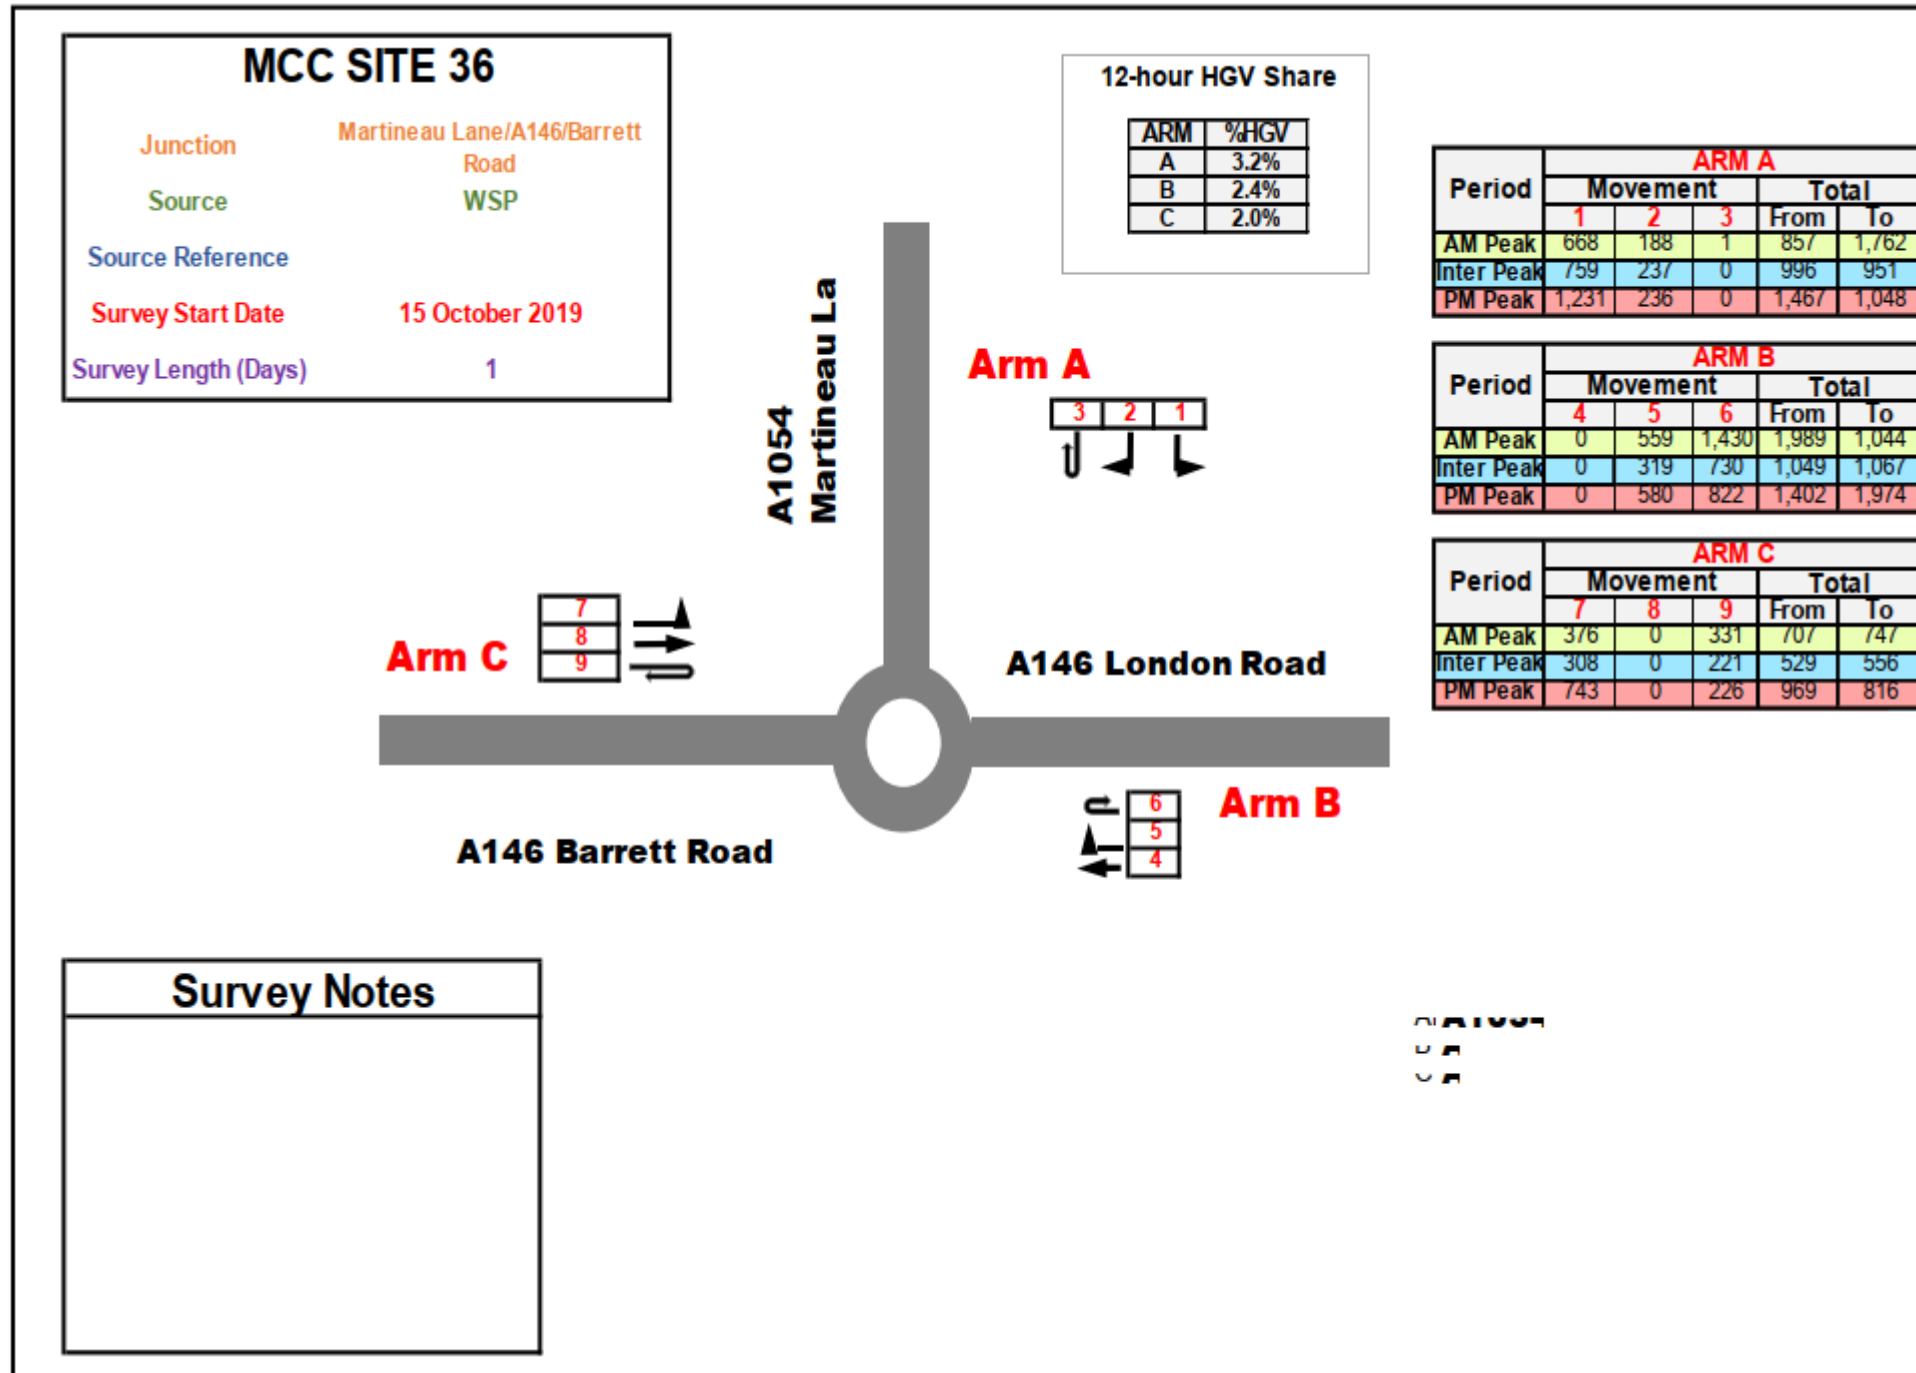 MCC SITE 36
Junction Martineau Lane/A146/Barrett
Road
Source WSP
Source Reference
Survey Start Date 15 October 2019
Survey Length (Days) 1
12-hour HGV Share
ARM %HGV
A 3.2%
B 2.4%
C 2.0%
ARM A
Period Movement Total
1 2 3 From To
AM Peak 668 188 1 857 1,762
Inter Peak 759 237 0 996 951
PM Peak 1,231 236 0 1,467 1,048
ARM B
Period Movement Total
4 5 6 From To
AM Peak 0 559 1,430 1,989 1,044
Inter Peak 0 319 730 1,049 1,067
PM Peak 0 580 822 1,402 1,974
ARM C
Period Movement Total
7 8 9 From To
AM Peak 376 0 331 707 747
Inter Peak 308 0 221 529 556
PM Peak 743 0 226 969 816
A1054
Martineau La
Arm A
3 2 1
Arm C
7
8
9
A146 London Road
A146 Barrett Road
Arm B
6
5
4
Survey Notes